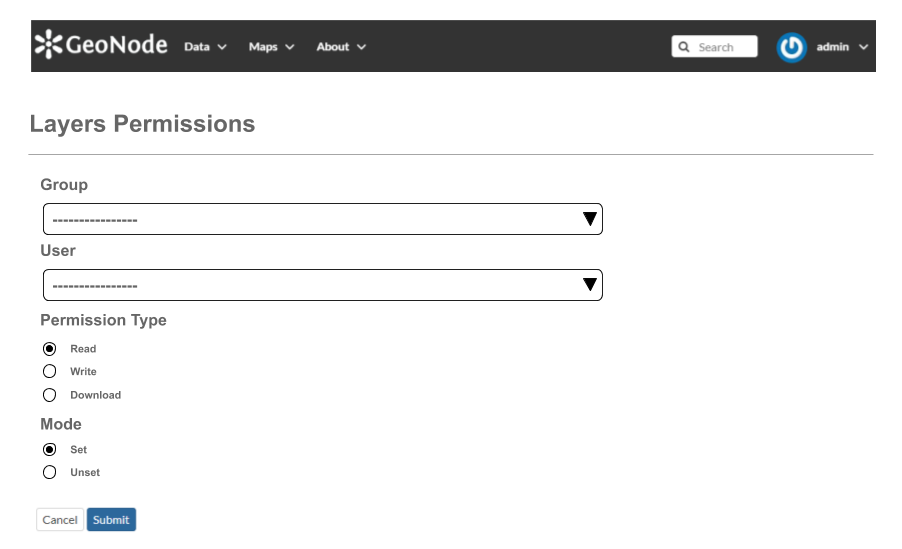 GeoNode Data Maps About Search admin
Layers Permissions
Group
----------------
User
----------------
Permission Type
Read
Write
Download
Mode
Set
Unset
Cancel Submit